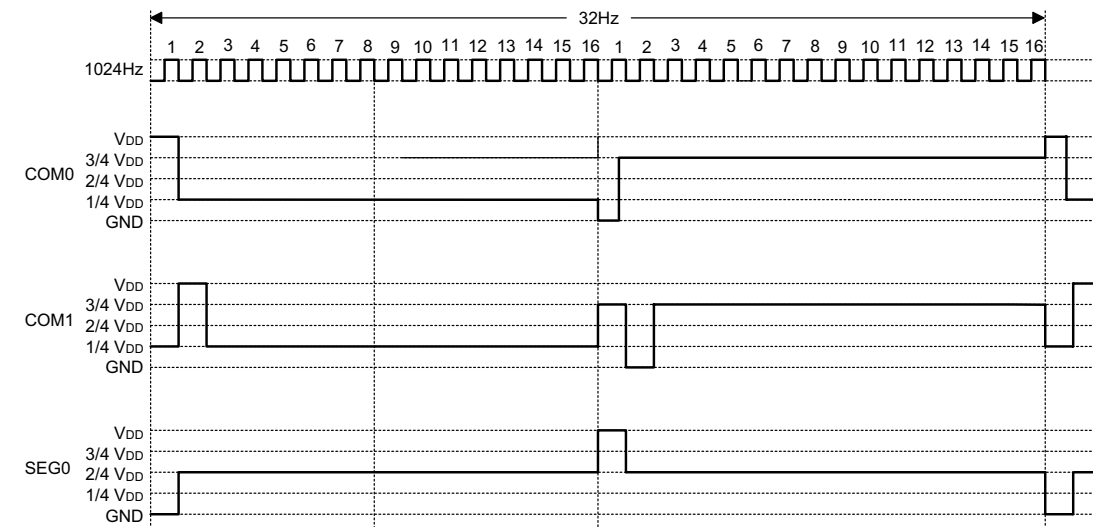 32Hz
1 2 3 4 5 6 7 8 9 10 11 12 13 14 15 16 1 2 3 4 5 6 7 8 9 10 11 12 13 14 15 16
1024Hz
VDD
3/4 VDD
COM0 2/4 VDD
1/4 VDD
GND
VDD
3/4 VDD
COM1 2/4 VDD
1/4 VDD
GND
VDD
3/4 VDD
SEG0 2/4 VDD
1/4 VDD
GND